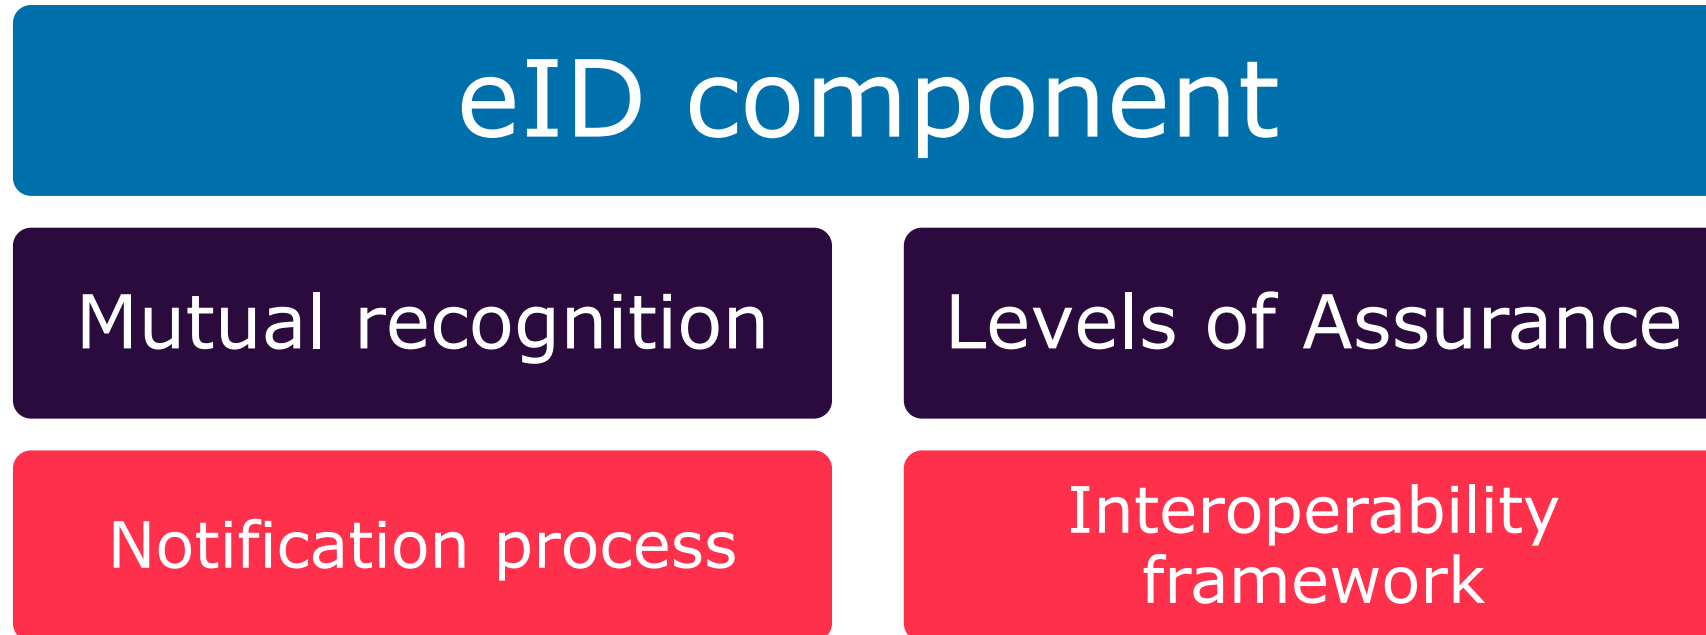 eID component
Mutual recognition
Levels of Assurance
Notification process
Interoperability
framework